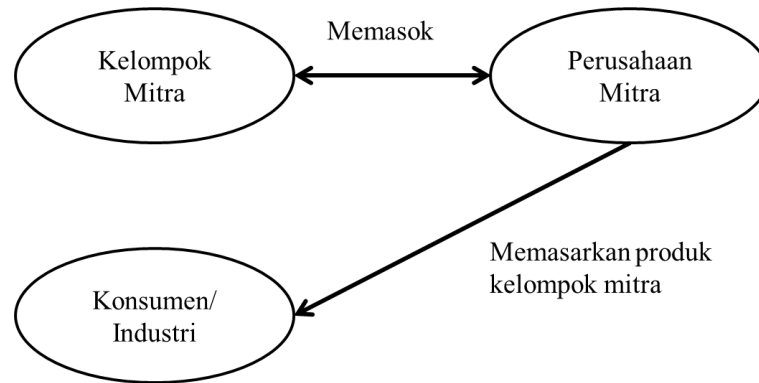 Memasok
Kelompok
Mitra
Perusahaan
Mitra
Memasarkan produk
kelompok mitra
Konsumen/
Industri